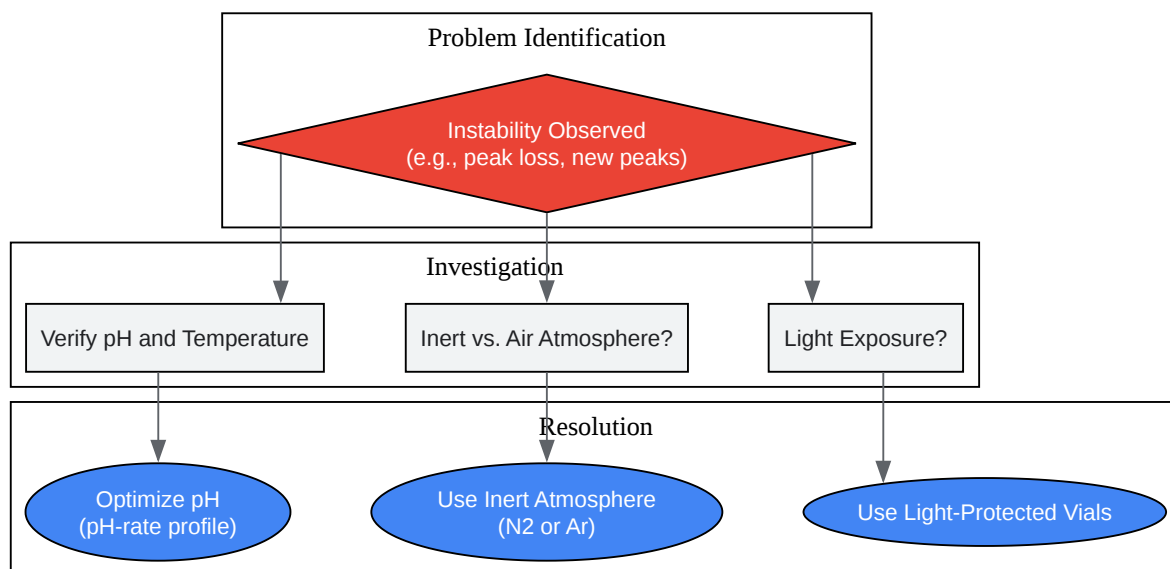 Problem Identification
Instability Observed
(e.g., peak loss, new peaks)
Investigation
Verify pH and Temperature
Inert vs. Air Atmosphere?
Light Exposure?
Resolution
Optimize pH
(pH-rate profile)
Use Inert Atmosphere
(N2 or Ar)
Use Light-Protected Vials